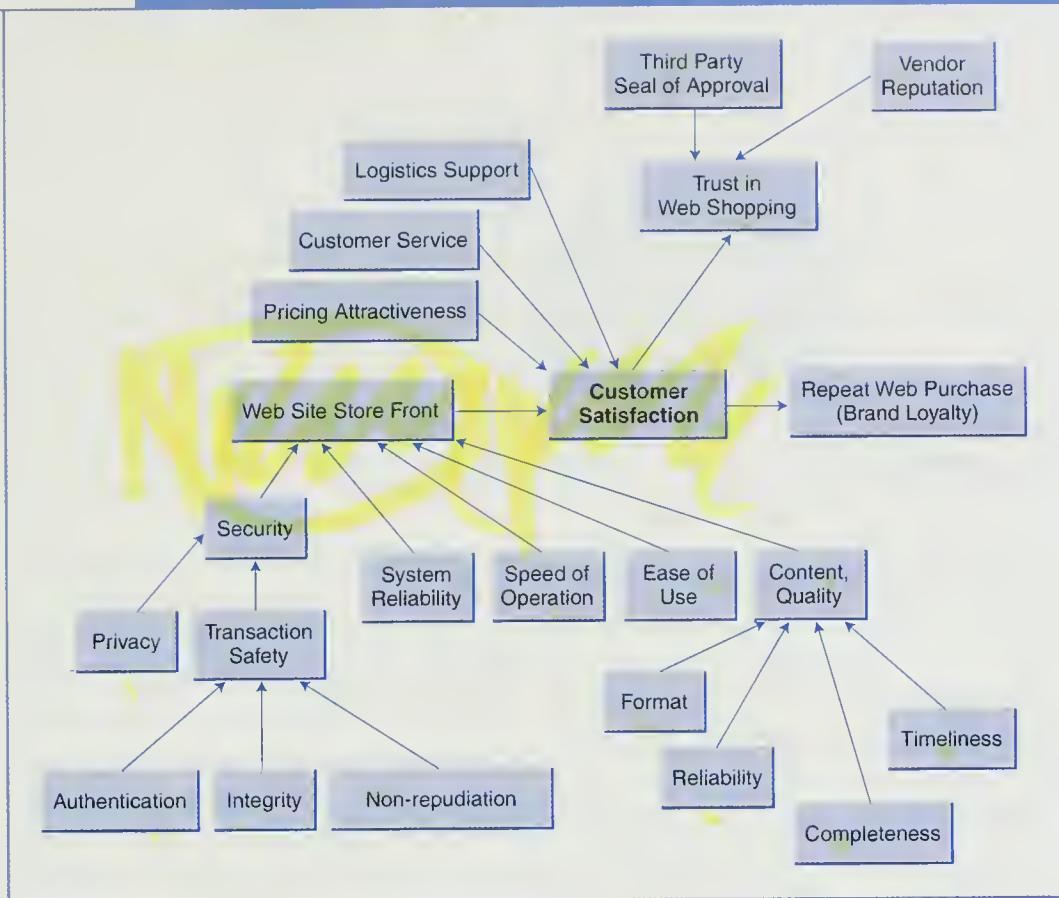 Third Party
Seal of Approval
Vendor
Reputation
Logistics Support
Trust in
Web Shopping
Customer Service
Pricing Attractiveness
Web Site Store Front
Customer
Satisfaction
Repeat Web Purchase
(Brand Loyalty)
Security
System
Reliability
Speed of
Operation
Ease of
Use
Content,
Quality
Privacy
Transaction
Safety
Format
Timeliness
Reliability
Authentication
Integrity
Non-repudiation
Completeness